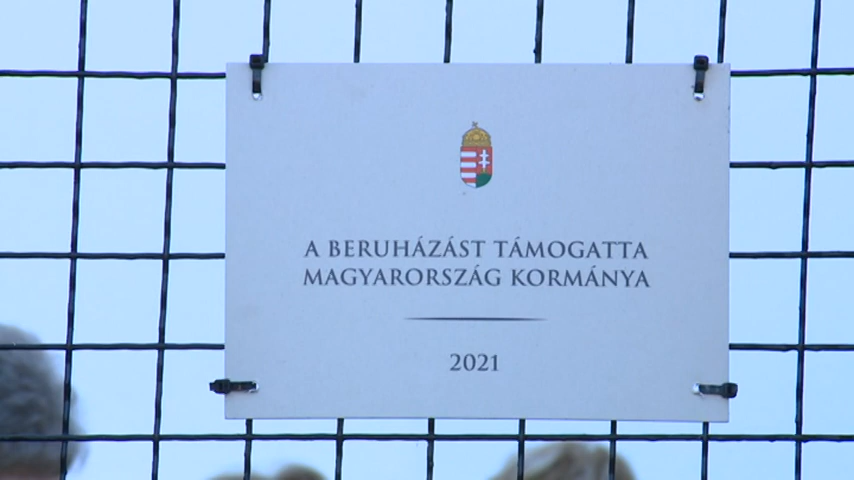 A BERUHÁZÁST TÁMOGATTA
MAGYARORSZÁG KORMÁNYA
2021